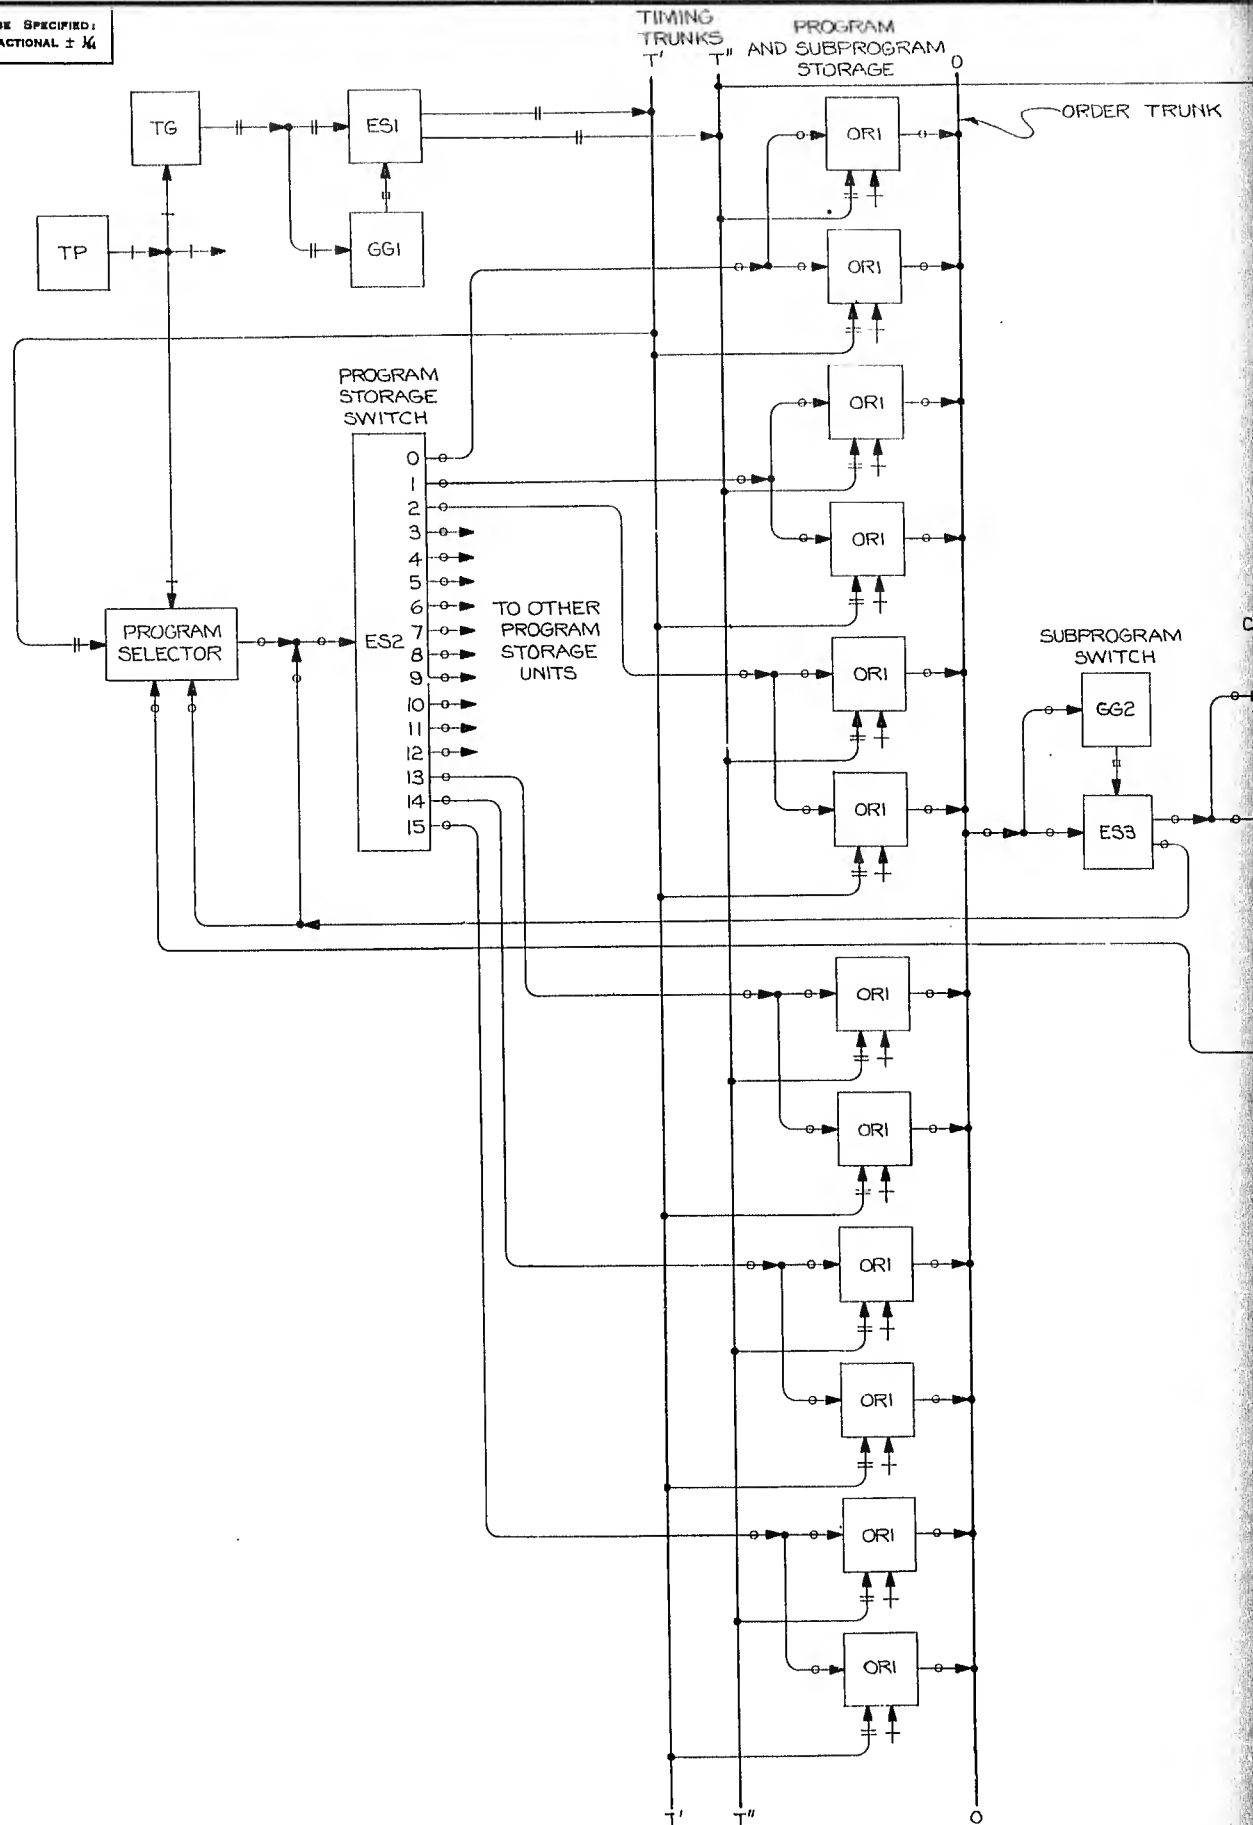 BE SPECIFIED:
ACTIONAL ± 1/64
TIMING
TRUNKS
T'
T"
PROGRAM
AND SUBPROGRAM
STORAGE
O
ORDER TRUNK
TG
ES1
OR1
TP
GG1
OR1
PROGRAM
STORAGE
SWITCH
OR1
0
1
2
3
4
5
6
7
8
9
10
11
12
13
14
15
ES2
TO OTHER
PROGRAM
STORAGE
UNITS
OR1
PROGRAM
SELECTOR
OR1
SUBPROGRAM
SWITCH
C
GG2
OR1
ES3
OR1
OR1
OR1
OR1
OR1
OR1
T'
T"
O